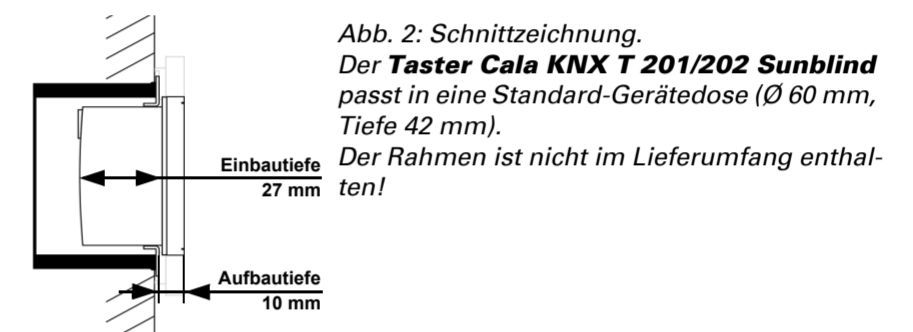 Abb. 2: Schnittzeichnung.
Der Taster Cala KNX T 201/202 Sunblind
passt in eine Standard-Gerätedose (Ø 60 mm,
Tiefe 42 mm).
Der Rahmen ist nicht im Lieferumfang enthal-
ten!
Einbautiefe
27 mm
Aufbautiefe
10 mm